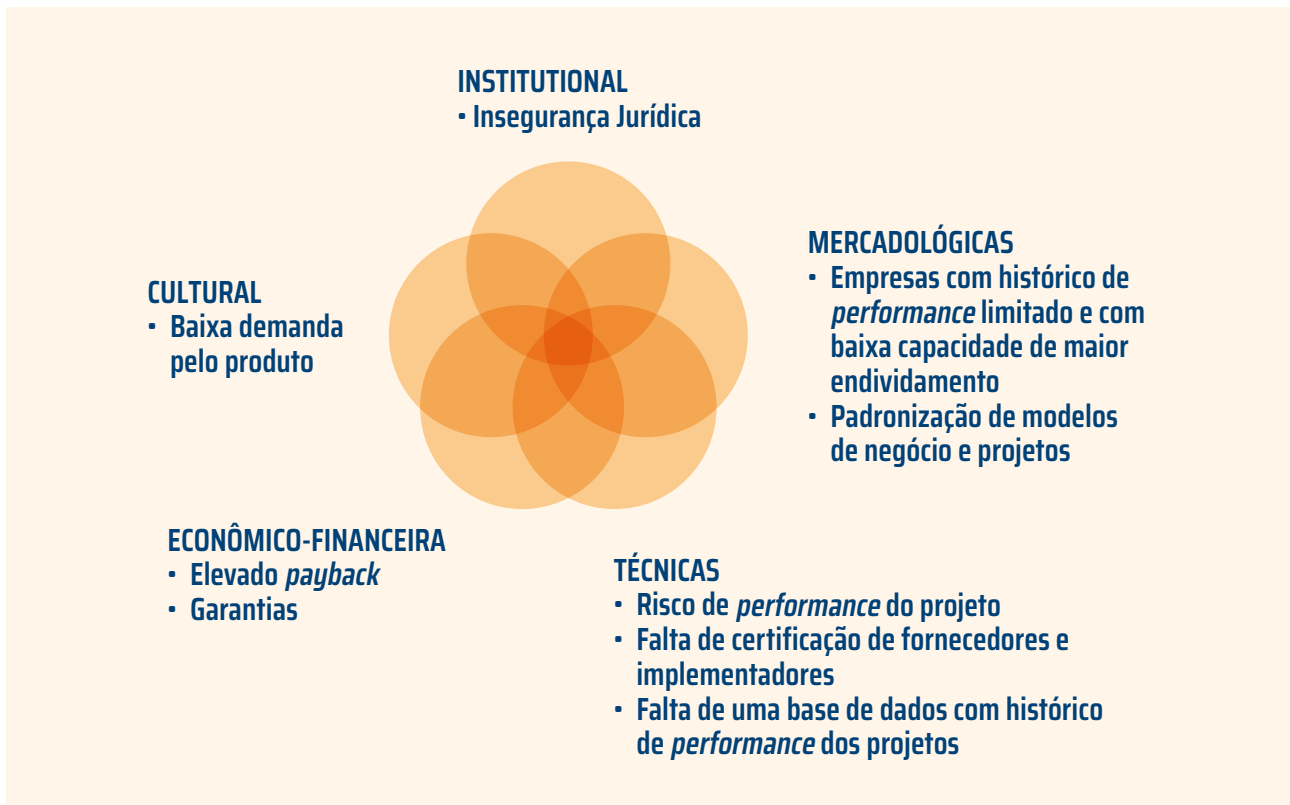 INSTITUTIONAL
• Insegurança Jurídica
MERCADOLÓGICAS
• Empresas com histórico de
performance limitado e com
baixa capacidade de maior
endividamento
• Padronização de modelos
de negócio e projetos
CULTURAL
• Baixa demanda
pelo produto
ECONÔMICO-FINANCEIRA
• Elevado payback
• Garantias
TÉCNICAS
• Risco de performance do projeto
• Falta de certificação de fornecedores e
implementadores
• Falta de uma base de dados com histórico
de performance dos projetos